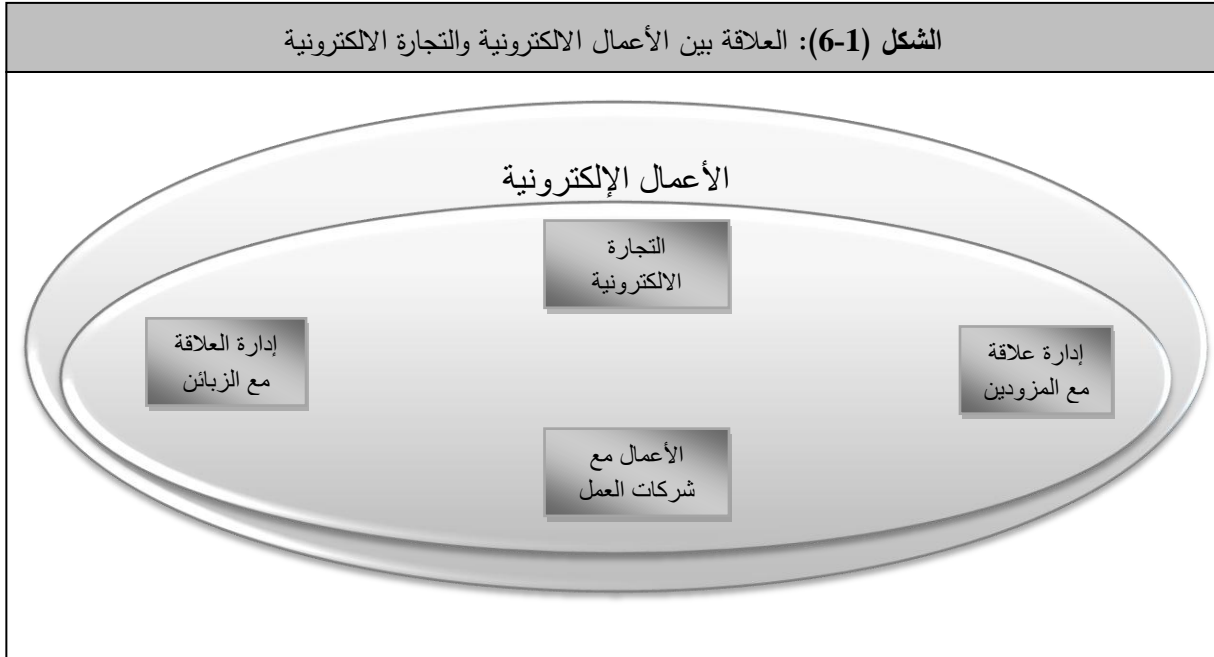 الشكل (1-6): العلاقة بين الأعمال الالكترونية والتجارة الالكترونية
الأعمال الإلكترونية
التجارة
الالكترونية
إدارة علاقة
مع المزودين
إدارة العلاقة
مع الزبائن
الأعمال مع
شركات العمل